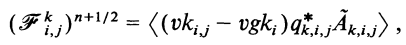 (ℱ^k_{i,j})^{n+1/2} = ⟨(vk_{i,j} − vgk_i) q^*_{k,i,j} Ã_{k,i,j}⟩ ,